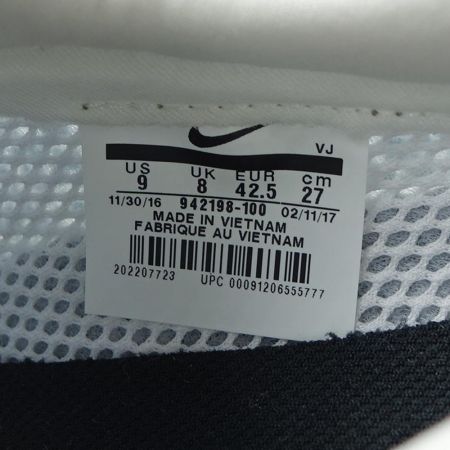 VJ
US UK EUR cm
9 8 42.5 27
11/30/16 942198-100 02/11/17
MADE IN VIETNAM
FABRIQUE AU VIETNAM
202207723 UPC 00091206555777